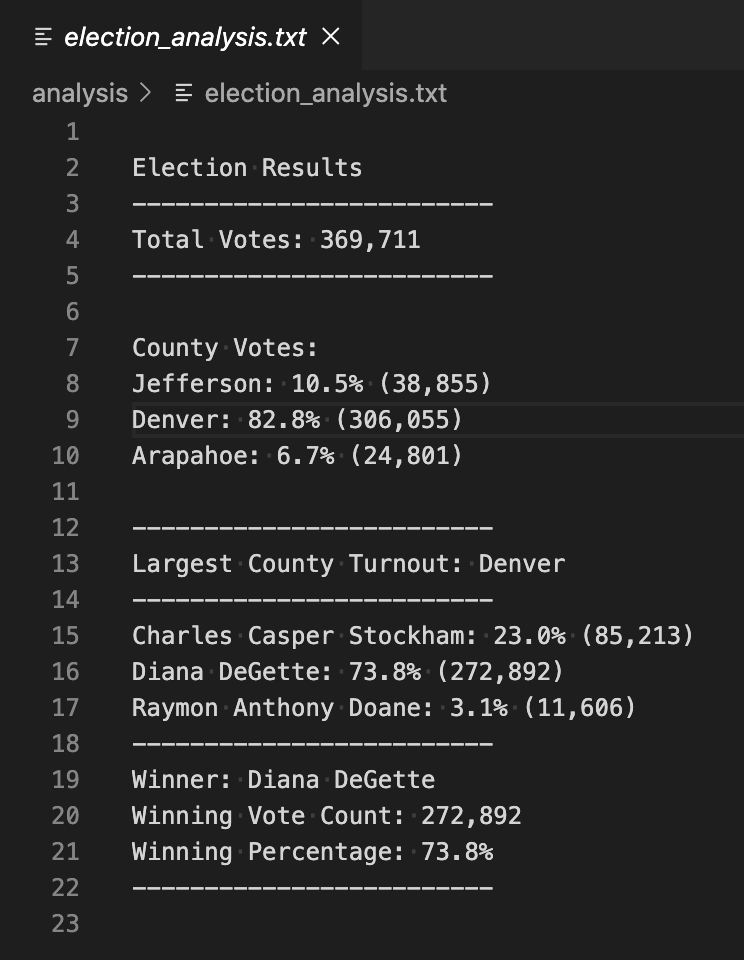 election_analysis.txt
analysis > election_analysis.txt
1
2 Election Results
3 -------------------------
4 Total Votes: 369,711
5 -------------------------
6
7 County Votes:
8 Jefferson: 10.5% (38,855)
9 Denver: 82.8% (306,055)
10 Arapahoe: 6.7% (24,801)
11
12 -------------------------
13 Largest County Turnout: Denver
14 -------------------------
15 Charles Casper Stockham: 23.0% (85,213)
16 Diana DeGette: 73.8% (272,892)
17 Raymon Anthony Doane: 3.1% (11,606)
18 -------------------------
19 Winner: Diana DeGette
20 Winning Vote Count: 272,892
21 Winning Percentage: 73.8%
22 -------------------------
23